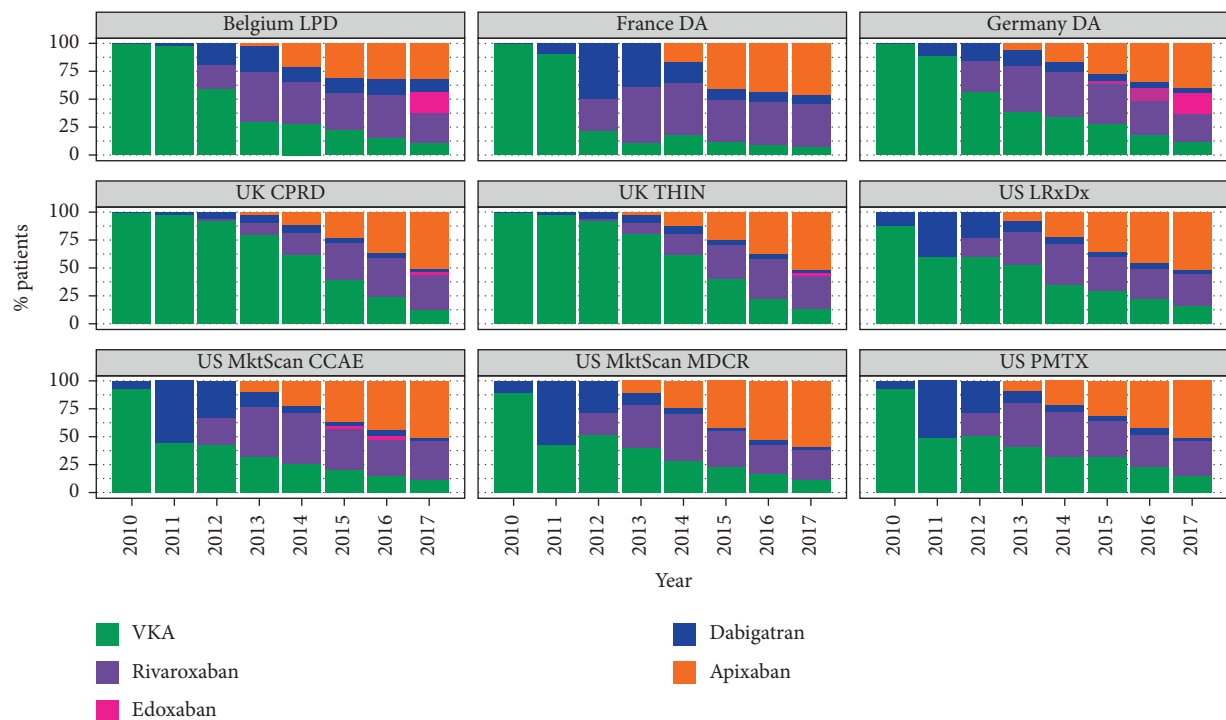 Belgium LPD France DA Germany DA
100
75
50
25
0
UK CPRD UK THIN US LRxDx
100
75
50
25
0
% patients
US MktScan CCAE US MktScan MDCR US PMTX
100
75
50
25
0
2010 2011 2012 2013 2014 2015 2016 2017 2010 2011 2012 2013 2014 2015 2016 2017 2010 2011 2012 2013 2014 2015 2016 2017
Year
VKA Dabigatran
Rivaroxaban Apixaban
Edoxaban